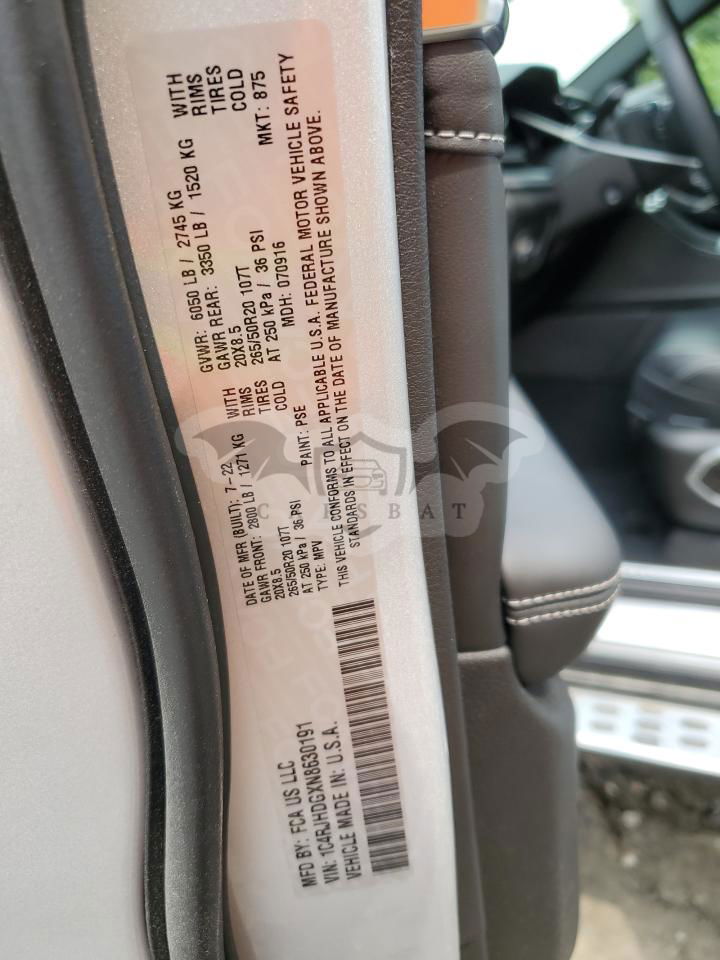 MFD BY: FCA US LLC
DATE OF MFR (BUILT): 7-22
GVWR: 6050 LB / 2745 KG
VIN: 1C4RJHDGXN8630191
GAWR FRONT: 2800 LB / 1271 KG WITH
GAWR REAR: 3350 LB / 1520 KG WITH
VEHICLE MADE IN: U.S.A.
20X8.5 RIMS
20X8.5 RIMS
265/50R20 107T TIRES
265/50R20 107T TIRES
AT 250 kPa / 36 PSI COLD
AT 250 kPa / 36 PSI COLD
TYPE: MPV PAINT: PSE MDH: 070916 MKT: 875
THIS VEHICLE CONFORMS TO ALL APPLICABLE U.S.A. FEDERAL MOTOR VEHICLE SAFETY
STANDARDS IN EFFECT ON THE DATE OF MANUFACTURE SHOWN ABOVE.
CARSBAT